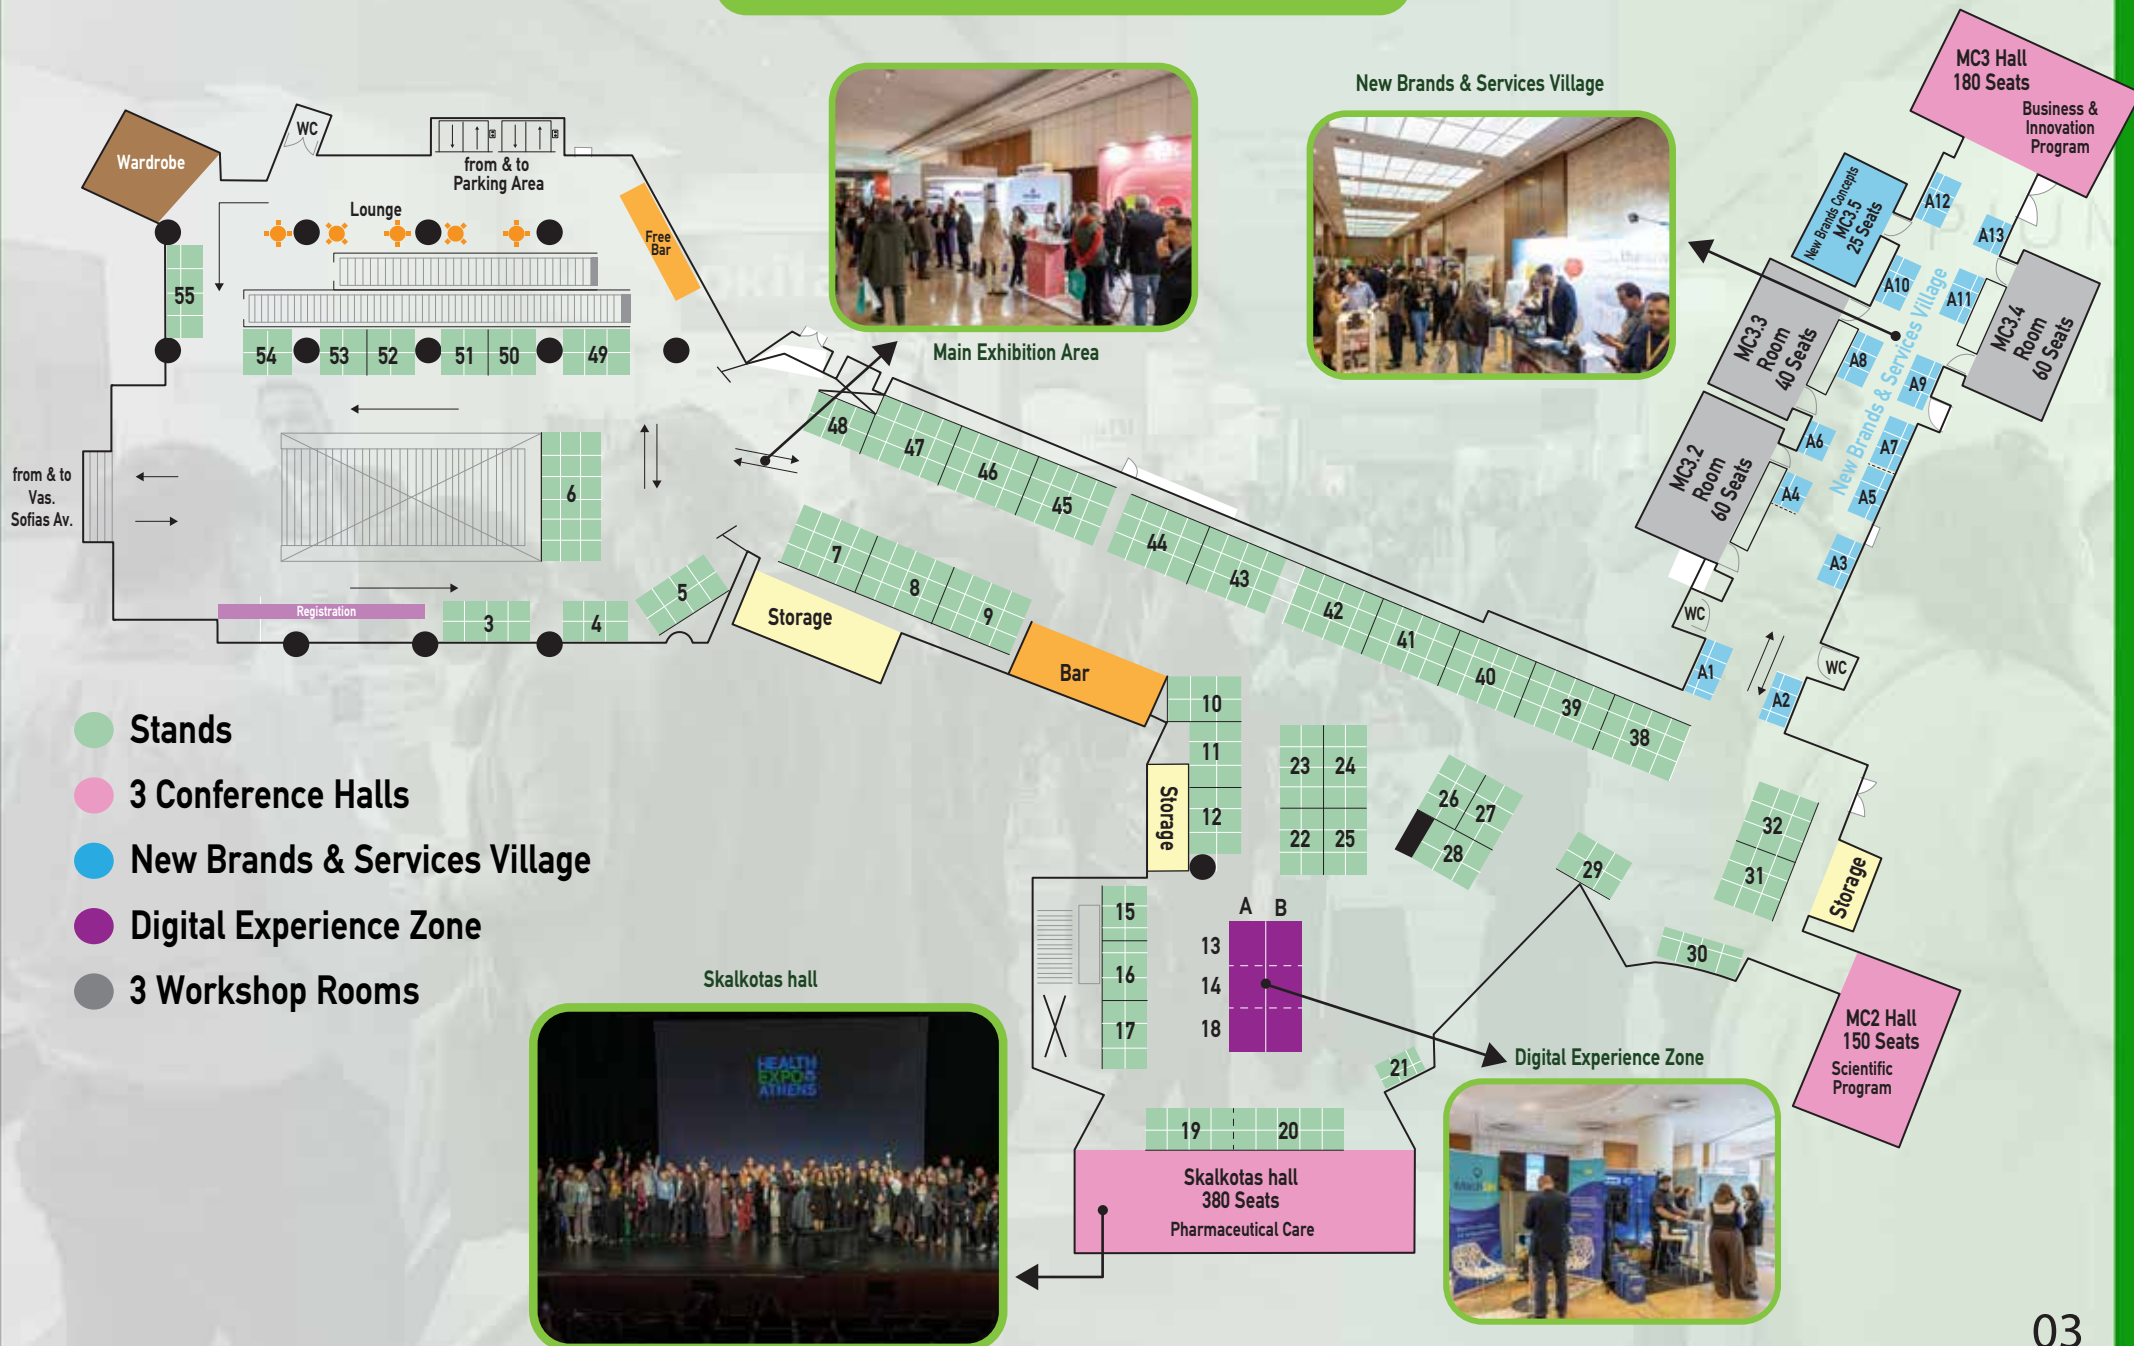 New Brands & Services Village
Main Exhibition Area
MC3 Hall
180 Seats
Business &
Innovation
Program
Wardrobe
WC
from & to
Parking Area
Lounge
Free
Bar
55
54
53
52
51
50
49
from & to
Vas.
Sofias Av.
6
Registration
3
4
5
48
47
46
45
44
43
42
41
40
39
38
7
8
9
Storage
Bar
New Brands Concepts
MC3.5
25 Seats
MC3.3
Room
40 Seats
MC3.4
Room
60 Seats
MC3.2
Room
60 Seats
New Brands & Services Village
A12
A13
A10
A11
A8
A9
A6
A7
A4
A5
A3
WC
WC
A1
A2
10
11
12
Storage
23
24
22
25
26
27
28
29
32
31
30
Storage
15
16
17
A
B
13
14
18
21
19
20
Skalkotas hall
380 Seats
Pharmaceutical Care
MC2 Hall
150 Seats
Scientific
Program
Stands
3 Conference Halls
New Brands & Services Village
Digital Experience Zone
3 Workshop Rooms
Skalkotas hall
HEALTH
EXPO
ATHENS
Digital Experience Zone
03